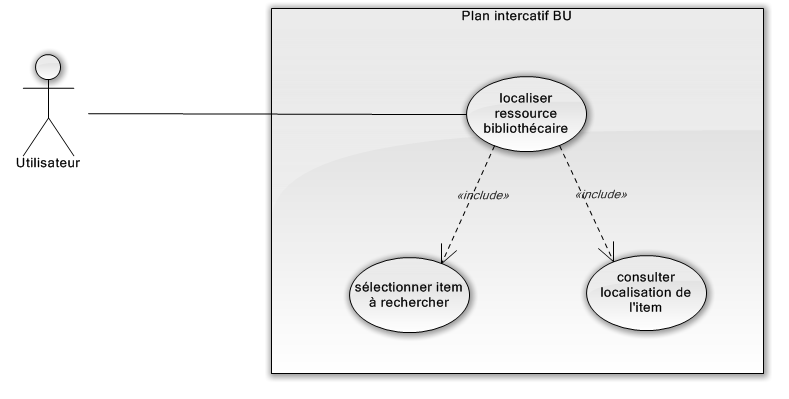 Plan intercatif BU
localiser
ressource
bibliothécaire
Utilisateur
«include»
«include»
sélectionner item
à rechercher
consulter
localisation de
l'item